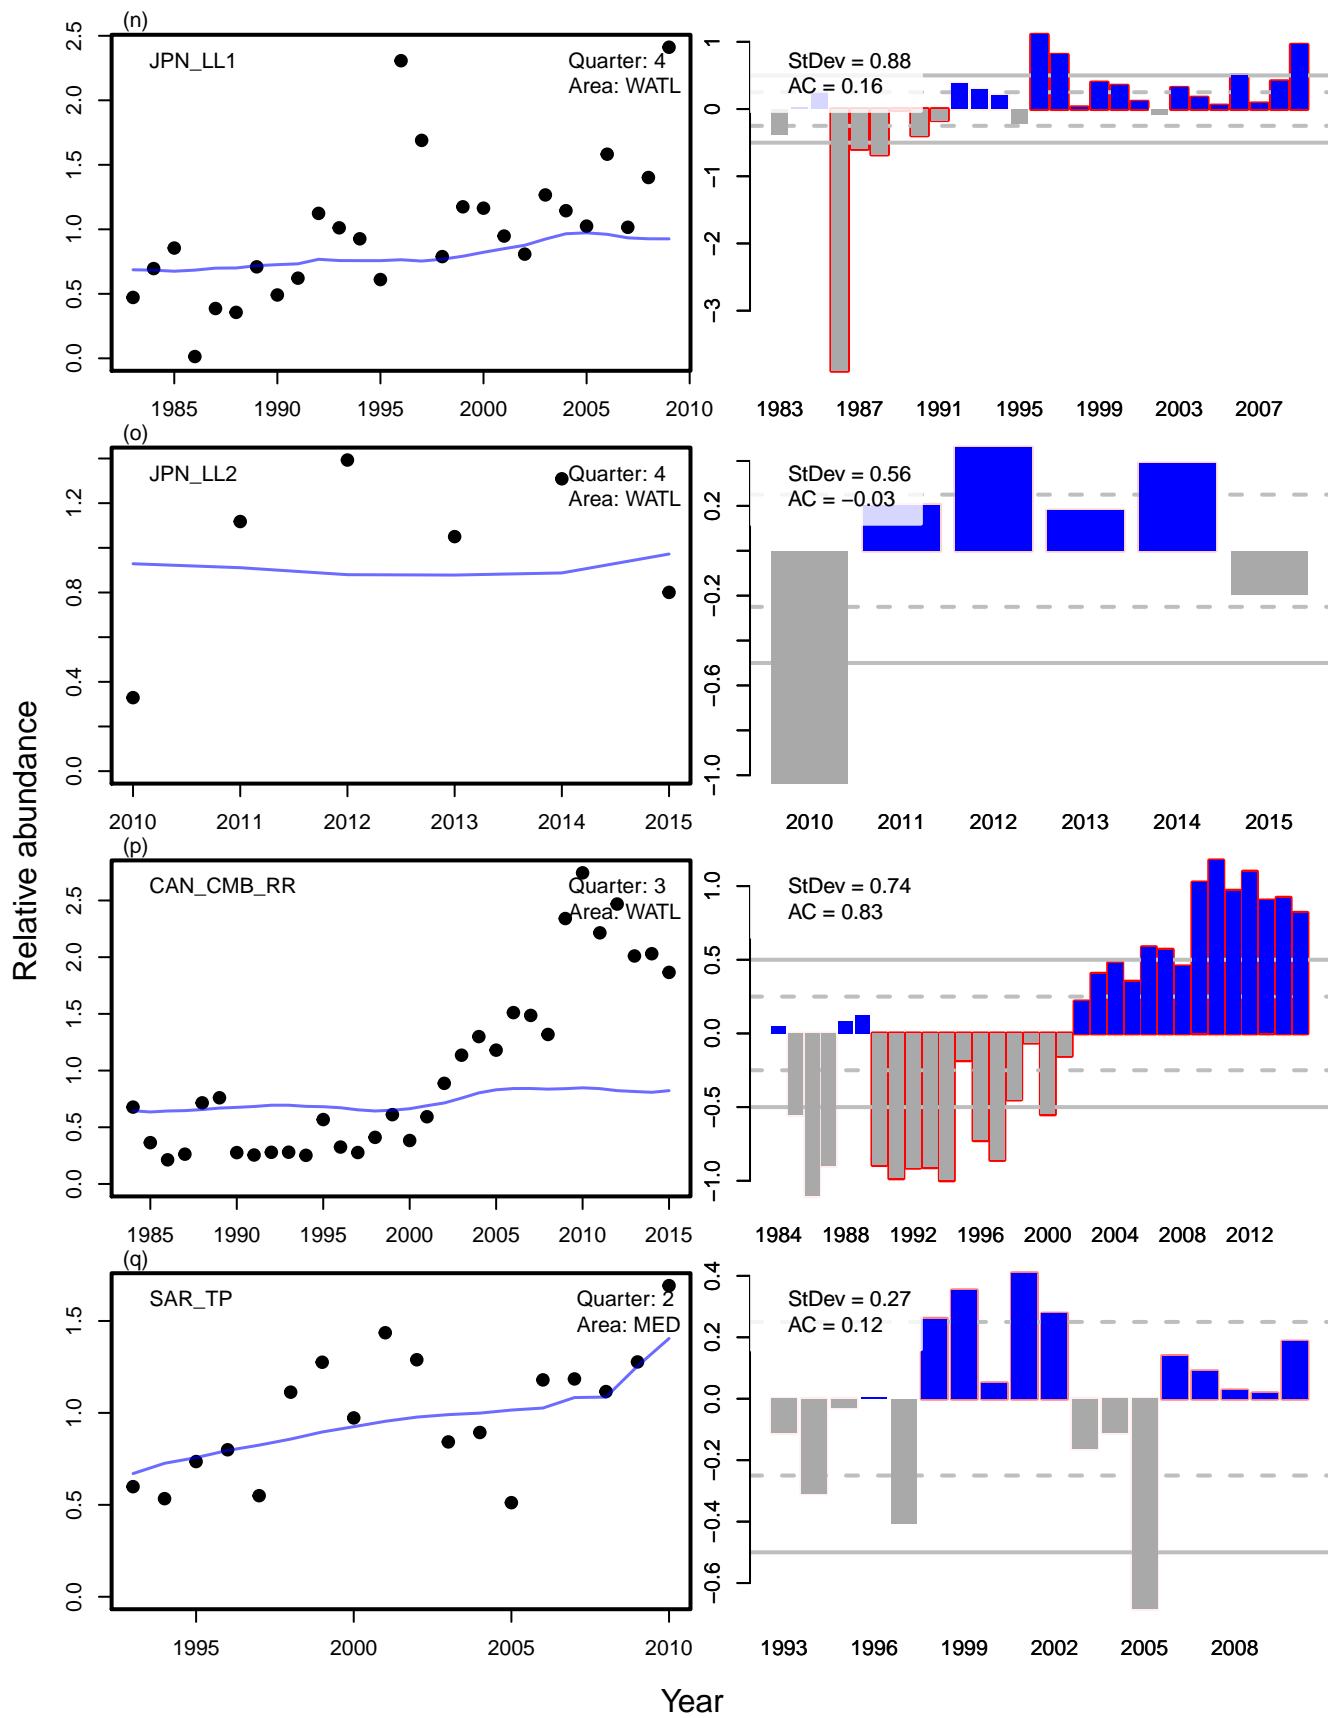 (n)
JPN_LL1
Quarter: 4
Area: WATL
0.0 0.5 1.0 1.5 2.0 2.5
1985 1990 1995 2000 2005 2010
StDev = 0.88
AC = 0.16
−3 −2 −1 0 1
1983 1987 1991 1995 1999 2003 2007
(o)
JPN_LL2
Quarter: 4
Area: WATL
0.0 0.4 0.8 1.2
2010 2011 2012 2013 2014 2015
StDev = 0.56
AC = −0.03
−1.0 −0.6 −0.2 0.2
2010 2011 2012 2013 2014 2015
(p)
CAN_CMB_RR
Quarter: 3
Area: WATL
0.0 0.5 1.0 1.5 2.0 2.5
1985 1990 1995 2000 2005 2010 2015
StDev = 0.74
AC = 0.83
−1.0 −0.5 0.0 0.5 1.0
1984 1988 1992 1996 2000 2004 2008 2012
(q)
SAR_TP
Quarter: 2
Area: MED
0.0 0.5 1.0 1.5
1995 2000 2005 2010
StDev = 0.27
AC = 0.12
−0.6 −0.4 −0.2 0.0 0.2 0.4
1993 1996 1999 2002 2005 2008
Relative abundance
Year